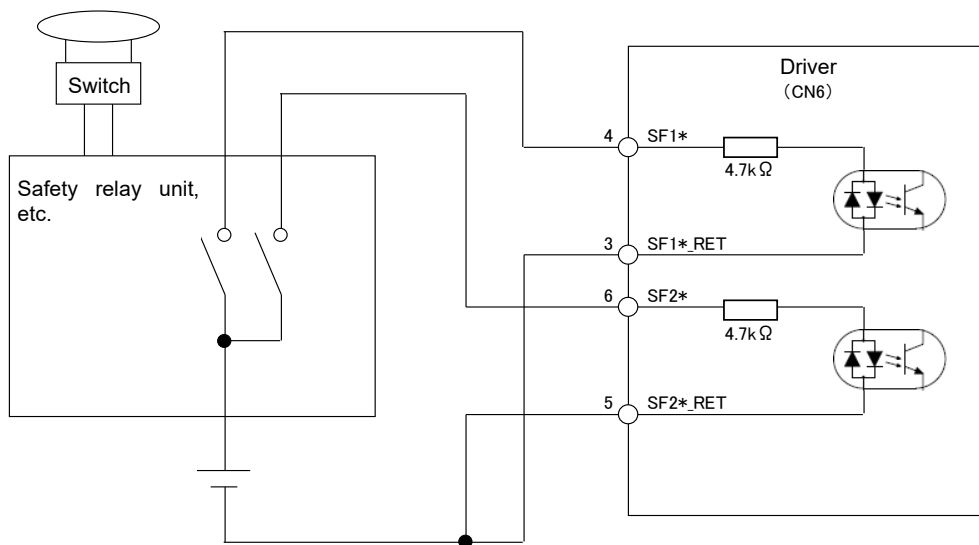 Switch
Safety relay unit,
etc.
Driver
（CN6）
4 SF1*
4.7kΩ
3 SF1*_RET
6 SF2*
4.7kΩ
5 SF2*_RET